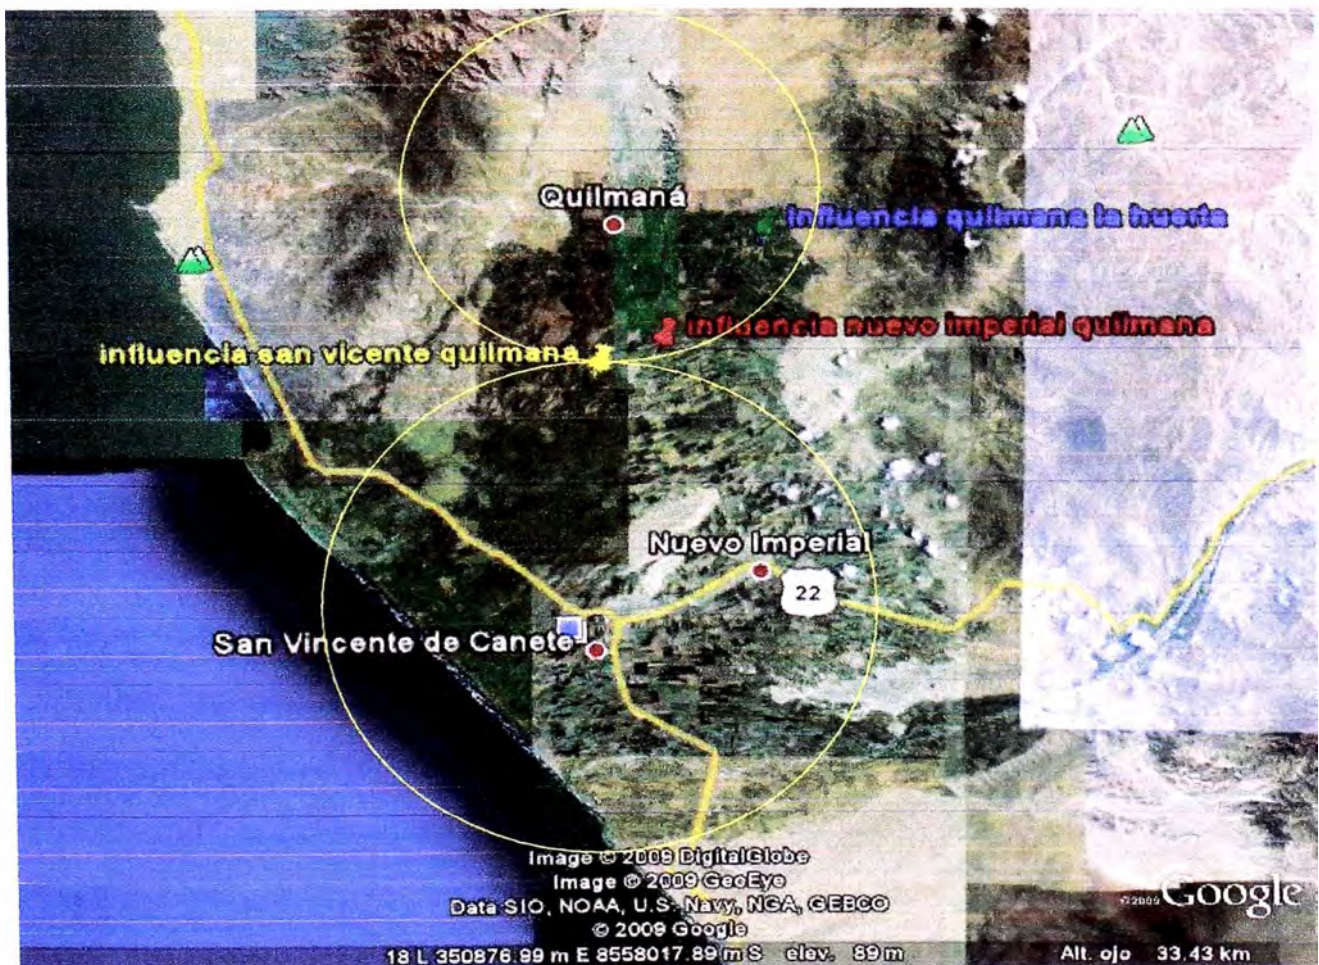 Quilmaná
influencia quilmana la huerta
influencia nuevo imperial quilmana
influencia san vicente quilmana
Nuevo Imperial
22
San Vincente de Canete
Image © 2009 DigitalGlobe
Image © 2009 GeoEye
Data SIO, NOAA, U.S. Navy, NGA, GEBCO
© 2009 Google
©2009 Google
18 L 350876.99 m E 8558017.89 m S elev. 89 m
Alt. ojo 33.43 km